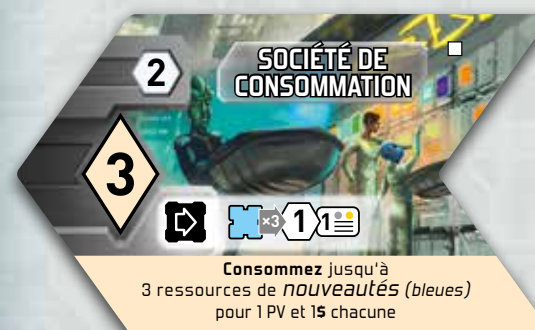 2
SOCIÉTÉ DE
CONSOMMATION
3
×3 1 1
Consommez jusqu'à
3 ressources de nouveautés (bleues)
pour 1 PV et 1$ chacune